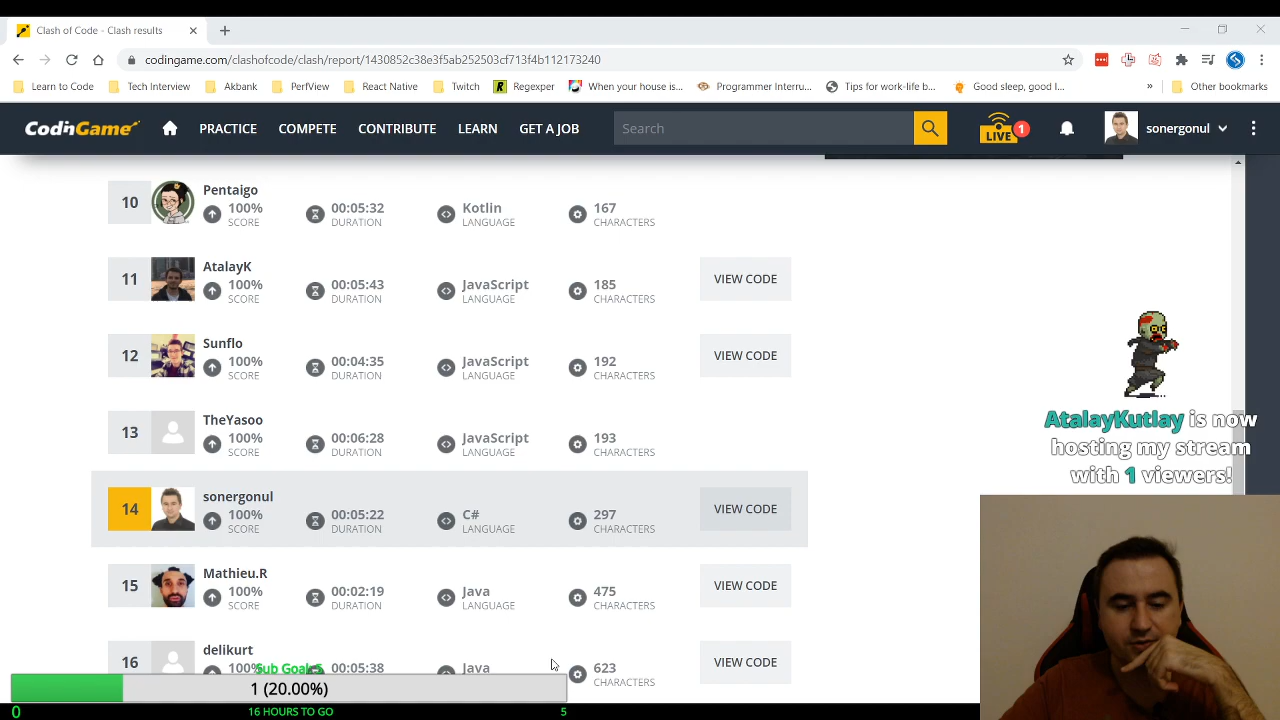 Clash of Code - Clash results
codingame.com/clashofcode/clash/report/1430852c38c3f5bb252503cf713f4b112173240
Learn to Code Tech Interview Akbank PerfView React Native Twitch Regexper When your house is... Programmer Interru... Tips for work-life b... Good sleep, good l... » Other bookmarks
CodinGame PRACTICE COMPETE CONTRIBUTE LEARN GET A JOB Search LIVE 1 sonergonul
10 Pentaigo
100% 00:05:32 Kotlin 167
SCORE DURATION LANGUAGE CHARACTERS
11 AtalayK
100% 00:05:43 JavaScript 185 VIEW CODE
SCORE DURATION LANGUAGE CHARACTERS
12 Sunflo
100% 00:04:35 JavaScript 192 VIEW CODE
SCORE DURATION LANGUAGE CHARACTERS
13 TheYasoo
100% 00:06:28 JavaScript 193
SCORE DURATION LANGUAGE CHARACTERS
14 sonergonul
100% 00:05:22 C# 297 VIEW CODE
SCORE DURATION LANGUAGE CHARACTERS
15 Mathieu.R
100% 00:02:19 Java 475 VIEW CODE
SCORE DURATION LANGUAGE CHARACTERS
16 delikurt
100% 00:05:38 Java 623 VIEW CODE
CHARACTERS
AtalayKutlay is now
hosting my stream
with 1 viewers!
Sub Goal: 5
1 (20.00%)
0 16 HOURS TO GO 5